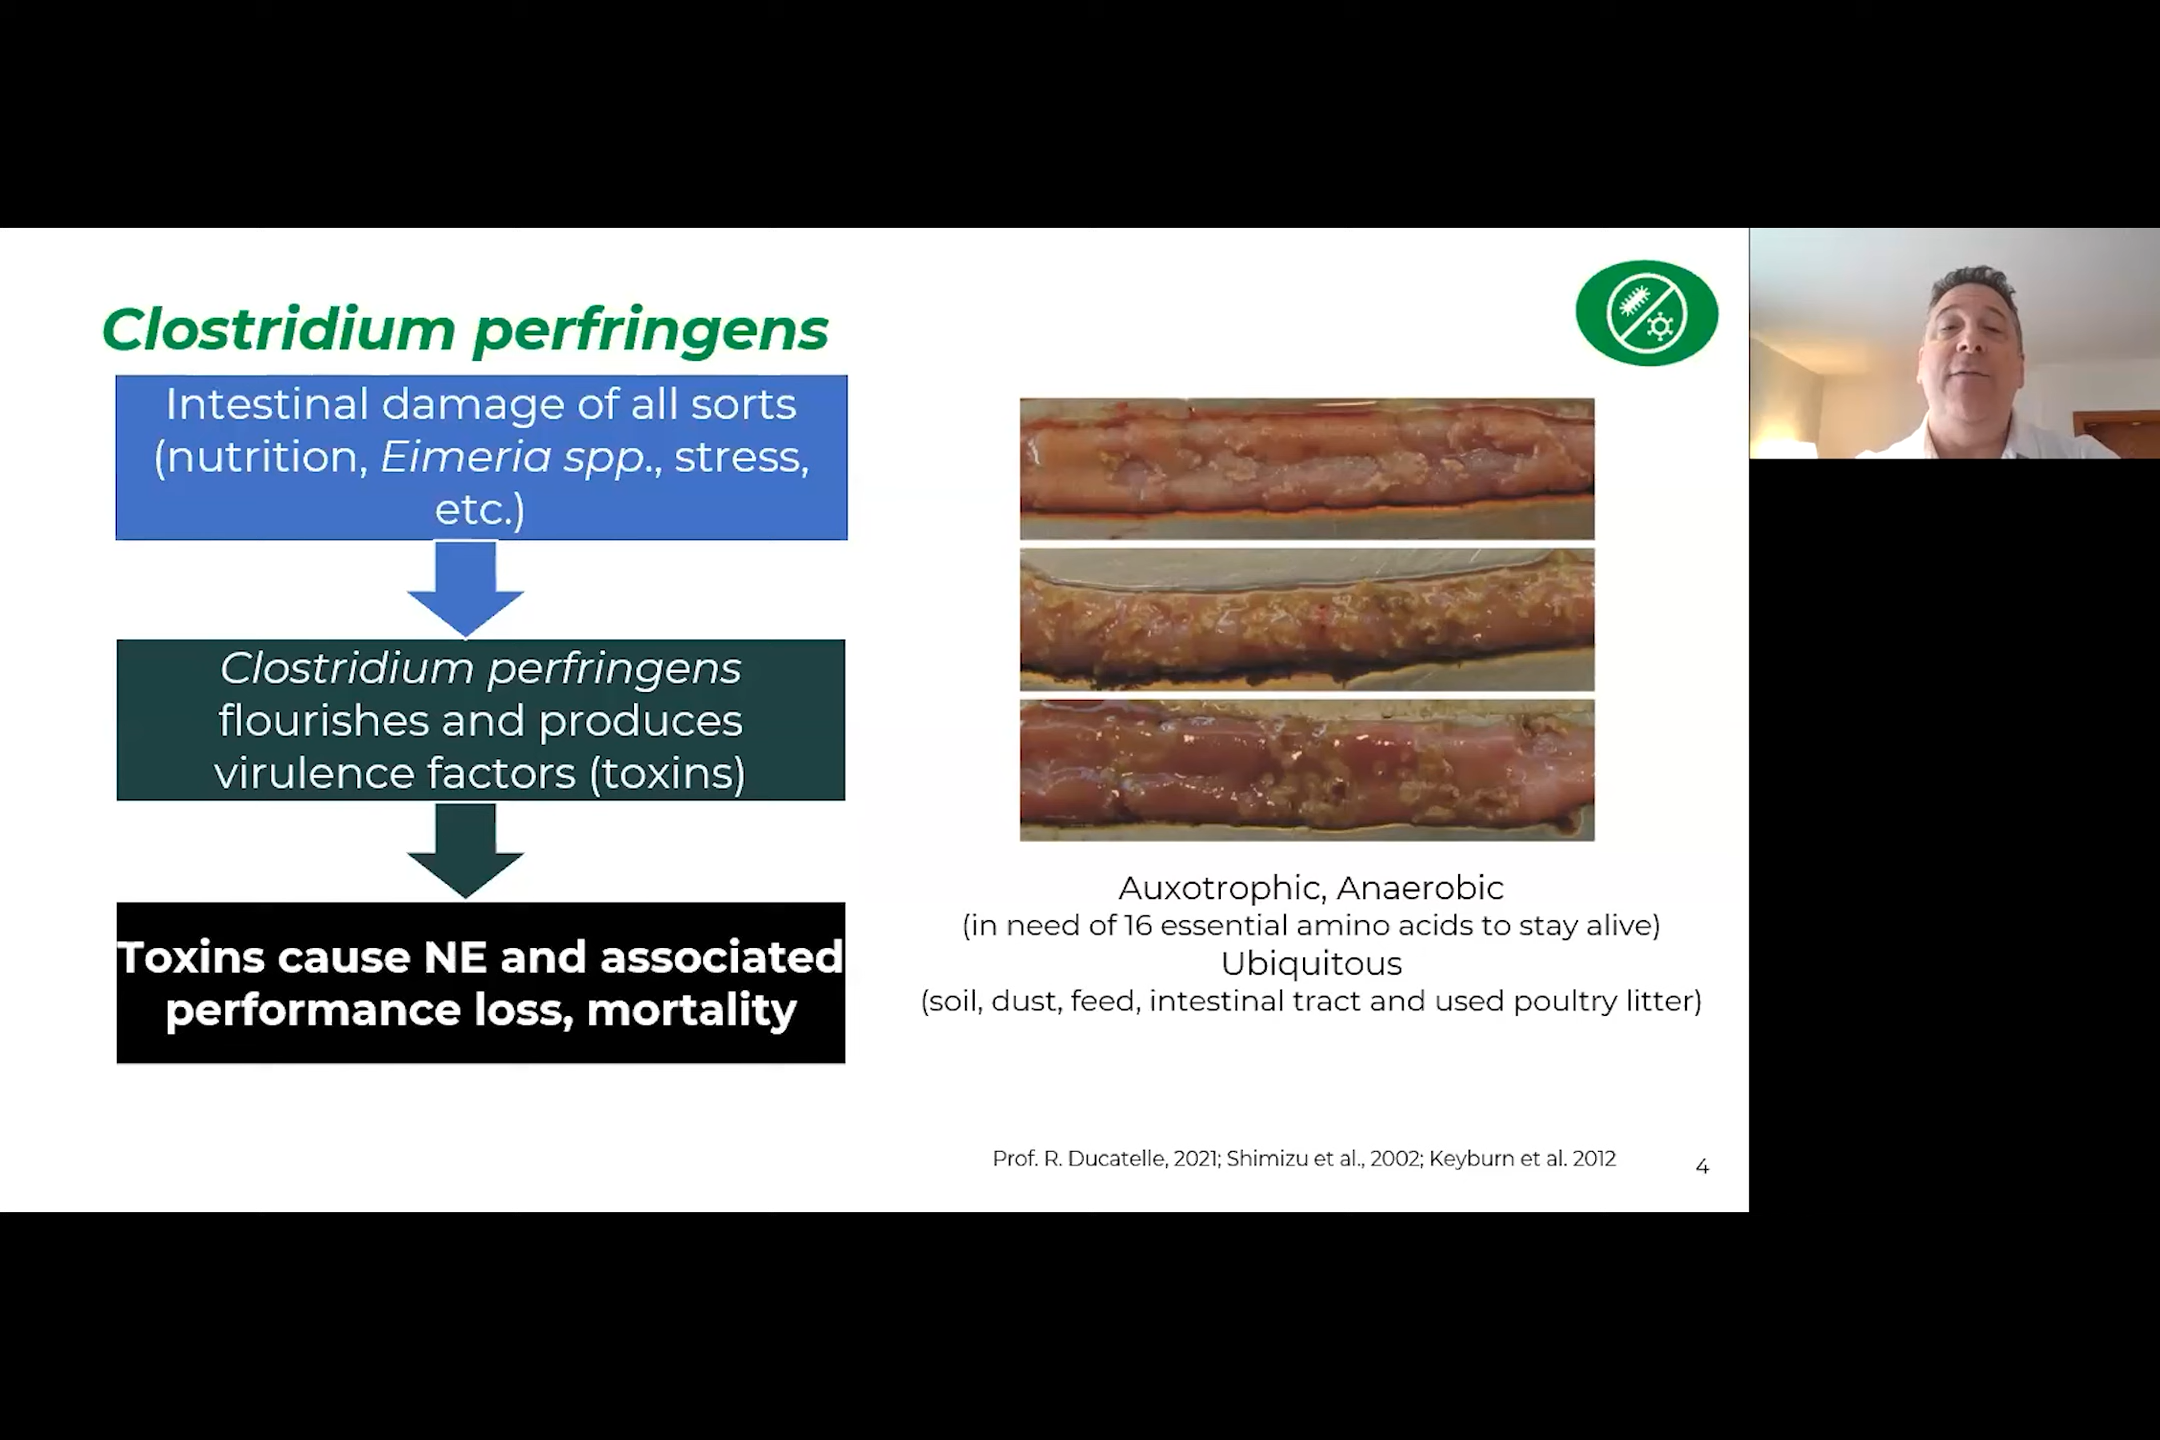 Clostridium perfringens
Intestinal damage of all sorts
(nutrition, Eimeria spp., stress,
etc.)
Clostridium perfringens
flourishes and produces
virulence factors (toxins)
Toxins cause NE and associated
performance loss, mortality
Auxotrophic, Anaerobic
(in need of 16 essential amino acids to stay alive)
Ubiquitous
(soil, dust, feed, intestinal tract and used poultry litter)
Prof. R. Ducatelle, 2021; Shimizu et al., 2002; Keyburn et al. 2012
4